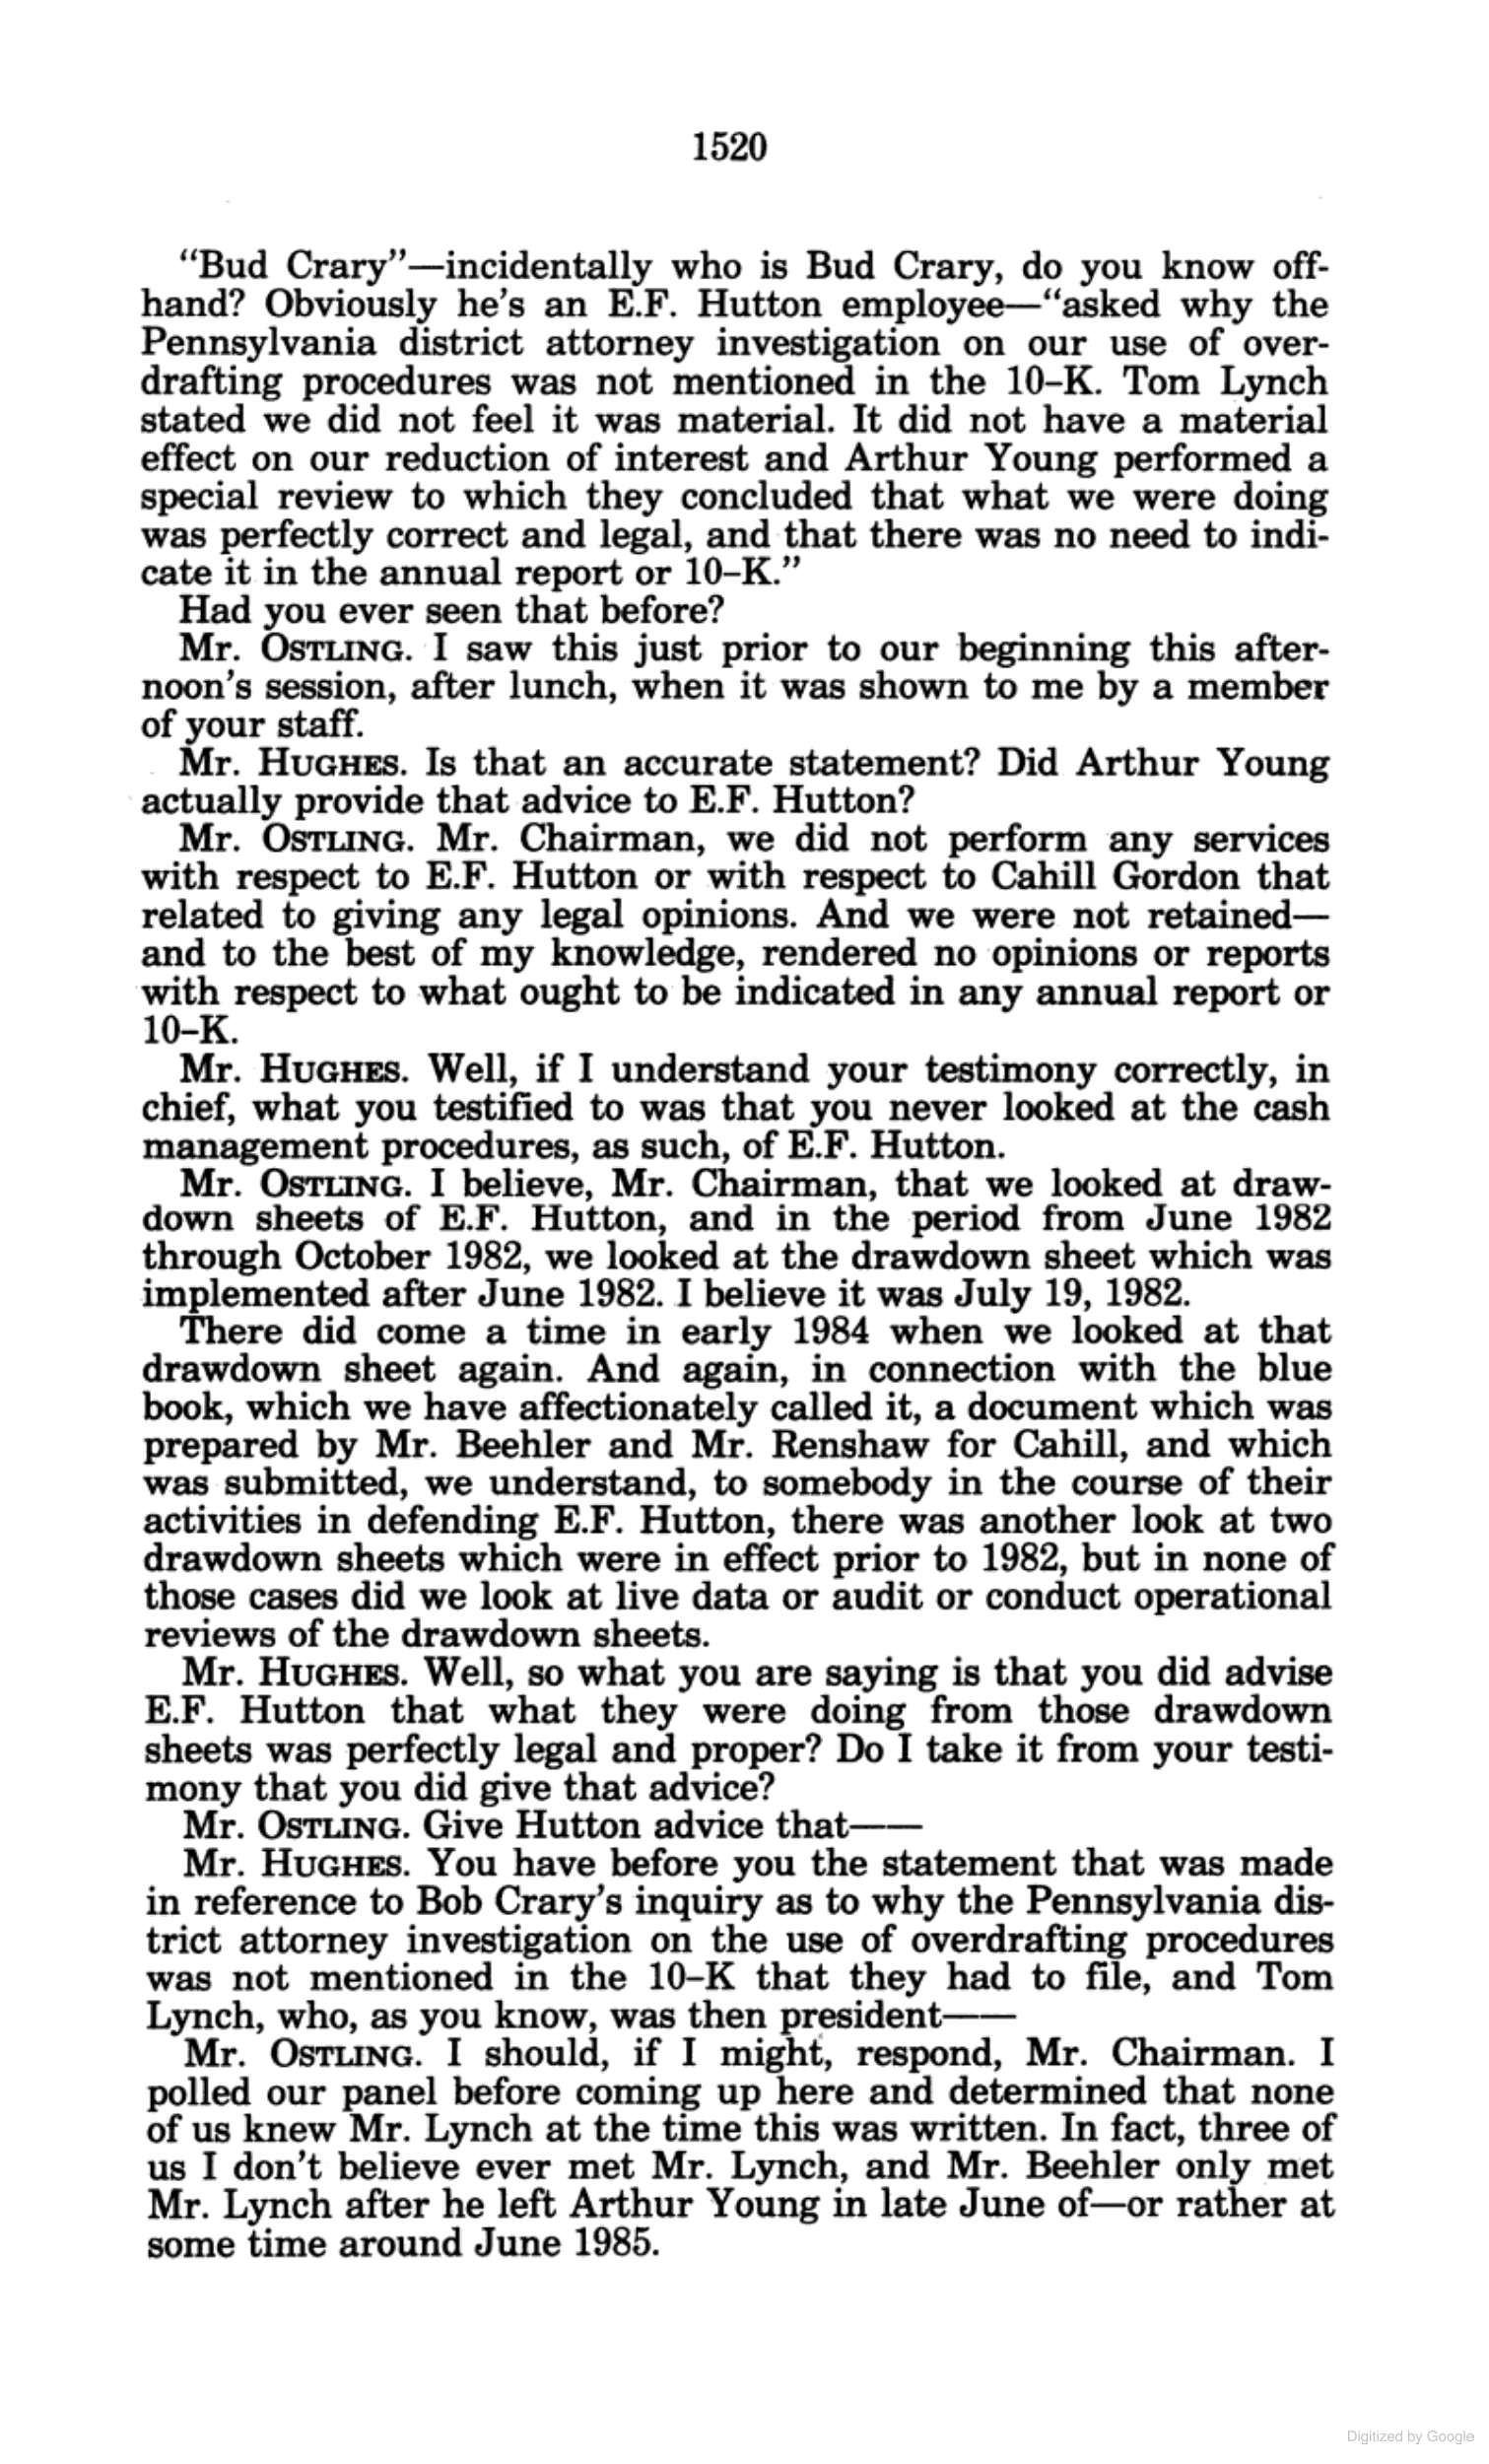 1520
“Bud Crary”—incidentally who is Bud Crary, do you know off-
hand? Obviously he’s an E.F. Hutton employee—“asked why the
Pennsylvania district attorney investigation on our use of over-
drafting procedures was not mentioned in the 10–K. Tom Lynch
stated we did not feel it was material. It did not have a material
effect on our reduction of interest and Arthur Young performed a
special review to which they concluded that what we were doing
was perfectly correct and legal, and that there was no need to indi-
cate it in the annual report or 10–K.”
Had you ever seen that before?
Mr. OSTLING. I saw this just prior to our beginning this after-
noon’s session, after lunch, when it was shown to me by a member
of your staff.
Mr. HUGHES. Is that an accurate statement? Did Arthur Young
actually provide that advice to E.F. Hutton?
Mr. OSTLING. Mr. Chairman, we did not perform any services
with respect to E.F. Hutton or with respect to Cahill Gordon that
related to giving any legal opinions. And we were not retained—
and to the best of my knowledge, rendered no opinions or reports
with respect to what ought to be indicated in any annual report or
10–K.
Mr. HUGHES. Well, if I understand your testimony correctly, in
chief, what you testified to was that you never looked at the cash
management procedures, as such, of E.F. Hutton.
Mr. OSTLING. I believe, Mr. Chairman, that we looked at draw-
down sheets of E.F. Hutton, and in the period from June 1982
through October 1982, we looked at the drawdown sheet which was
implemented after June 1982. I believe it was July 19, 1982.
There did come a time in early 1984 when we looked at that
drawdown sheet again. And again, in connection with the blue
book, which we have affectionately called it, a document which was
prepared by Mr. Beehler and Mr. Renshaw for Cahill, and which
was submitted, we understand, to somebody in the course of their
activities in defending E.F. Hutton, there was another look at two
drawdown sheets which were in effect prior to 1982, but in none of
those cases did we look at live data or audit or conduct operational
reviews of the drawdown sheets.
Mr. HUGHES. Well, so what you are saying is that you did advise
E.F. Hutton that what they were doing from those drawdown
sheets was perfectly legal and proper? Do I take it from your testi-
mony that you did give that advice?
Mr. OSTLING. Give Hutton advice that——
Mr. HUGHES. You have before you the statement that was made
in reference to Bob Crary’s inquiry as to why the Pennsylvania dis-
trict attorney investigation on the use of overdrafting procedures
was not mentioned in the 10–K that they had to file, and Tom
Lynch, who, as you know, was then president——
Mr. OSTLING. I should, if I might, respond, Mr. Chairman. I
polled our panel before coming up here and determined that none
of us knew Mr. Lynch at the time this was written. In fact, three of
us I don’t believe ever met Mr. Lynch, and Mr. Beehler only met
Mr. Lynch after he left Arthur Young in late June of—or rather at
some time around June 1985.
Digitized by Google